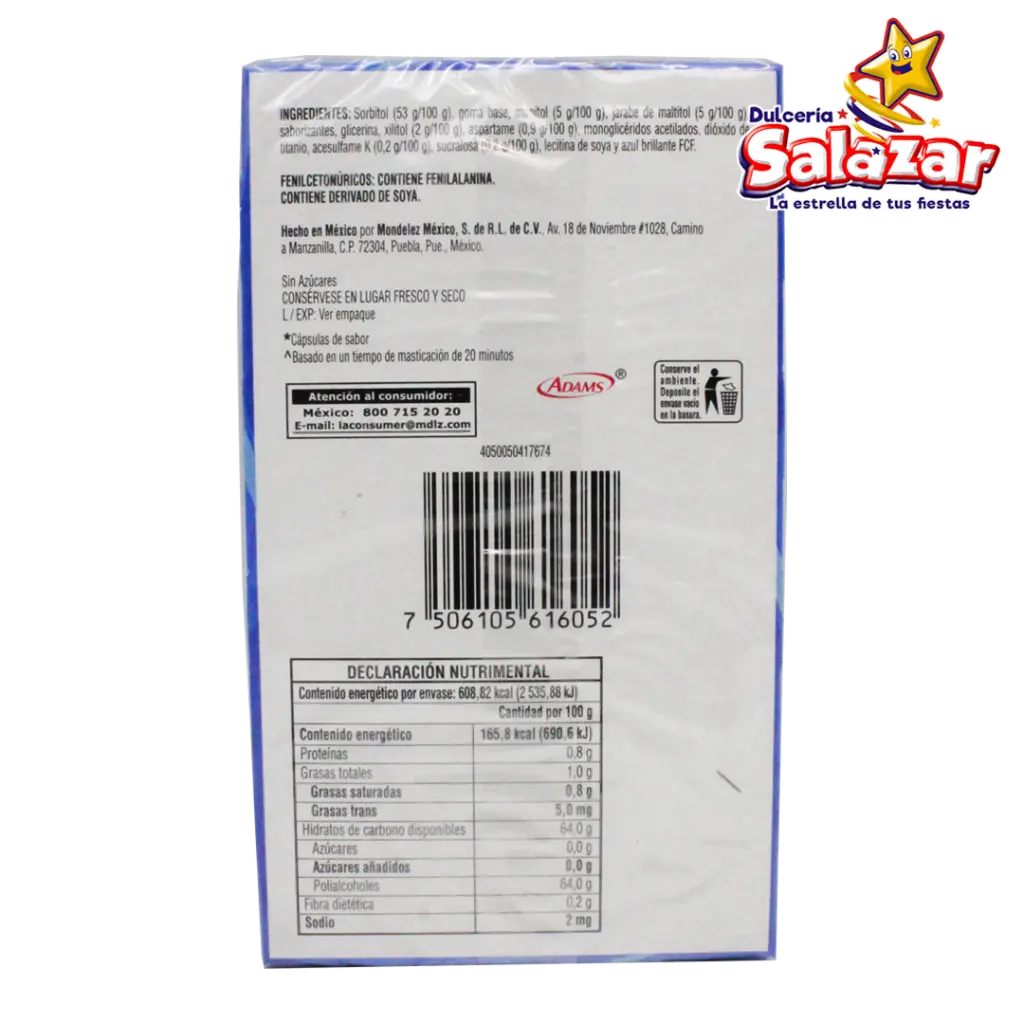 Dulcería
Salazar
La estrella de tus fiestas
INGREDIENTES: Sorbitol (53 g/100 g), goma base, manitol (5 g/100 g), jarabe de maltitol (5 g/100 g)
saborizantes, glicerina, xilitol (2 g/100 g), aspartame (0,9 g/100 g), monoglicéridos acetilados, dióxido de
titanio, acesulfame K (0,2 g/100 g), sucralosa (0,2 g/100 g), lecitina de soya y azul brillante FCF.
FENILCETONÚRICOS: CONTIENE FENILALANINA.
CONTIENE DERIVADO DE SOYA.
Hecho en México por Mondelez México, S. de R.L. de C.V., Av. 18 de Noviembre #1028, Camino
a Manzanilla, C.P. 72304, Puebla, Pue., México.
Sin Azúcares
CONSÉRVESE EN LUGAR FRESCO Y SECO
L / EXP: Ver empaque
*Cápsulas de sabor
^Basado en un tiempo de masticación de 20 minutos
Atención al consumidor:
México: 800 715 20 20
E-mail: laconsumer@mdlz.com
ADAMS®
Conserve el
ambiente.
Deposite el
envase vacío
en la basura.
4050050417674
7 506105 616052
DECLARACIÓN NUTRIMENTAL
Contenido energético por envase: 608,82 kcal (2 535,88 kJ)
Cantidad por 100 g
Contenido energético 165,8 kcal (690,6 kJ)
Proteínas 0,8 g
Grasas totales 1,0 g
Grasas saturadas 0,8 g
Grasas trans 5,0 mg
Hidratos de carbono disponibles 64,0 g
Azúcares 0,0 g
Azúcares añadidos 0,0 g
Polialcoholes 64,0 g
Fibra dietética 0,2 g
Sodio 2 mg